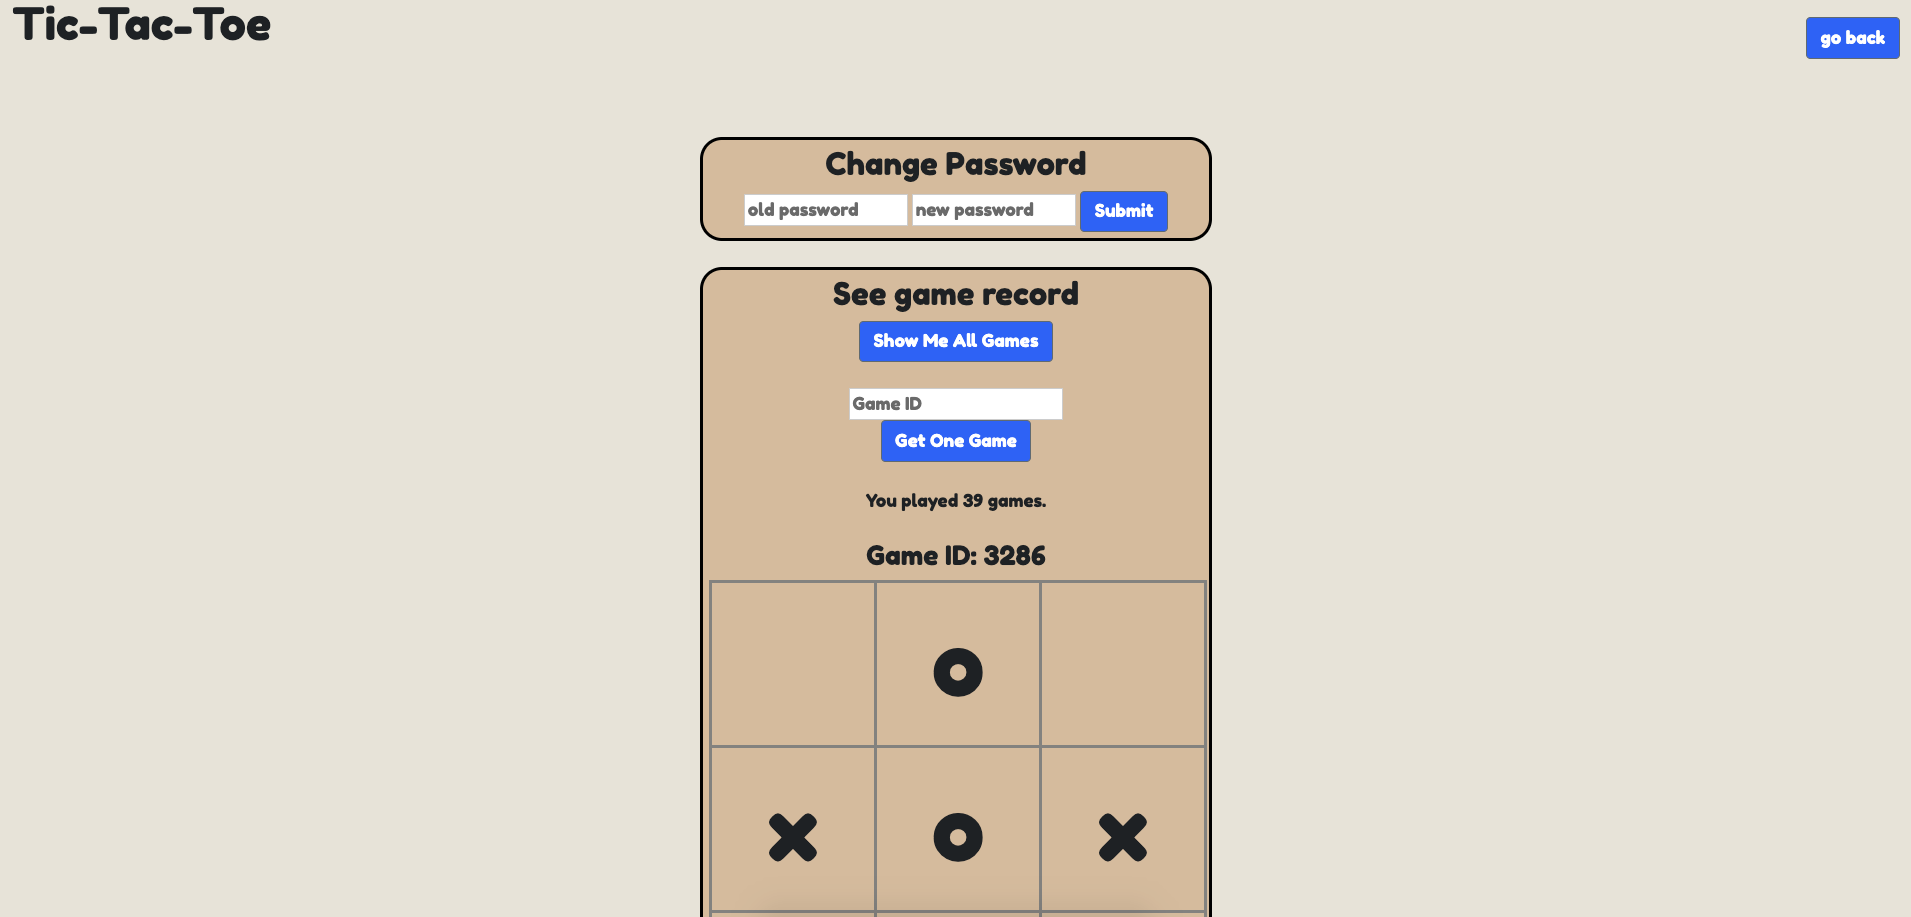 Tic-Tac-Toe
go back
Change Password
old password new password Submit
See game record
Show Me All Games
Game ID
Get One Game
You played 39 games.
Game ID: 3286
O
X O X